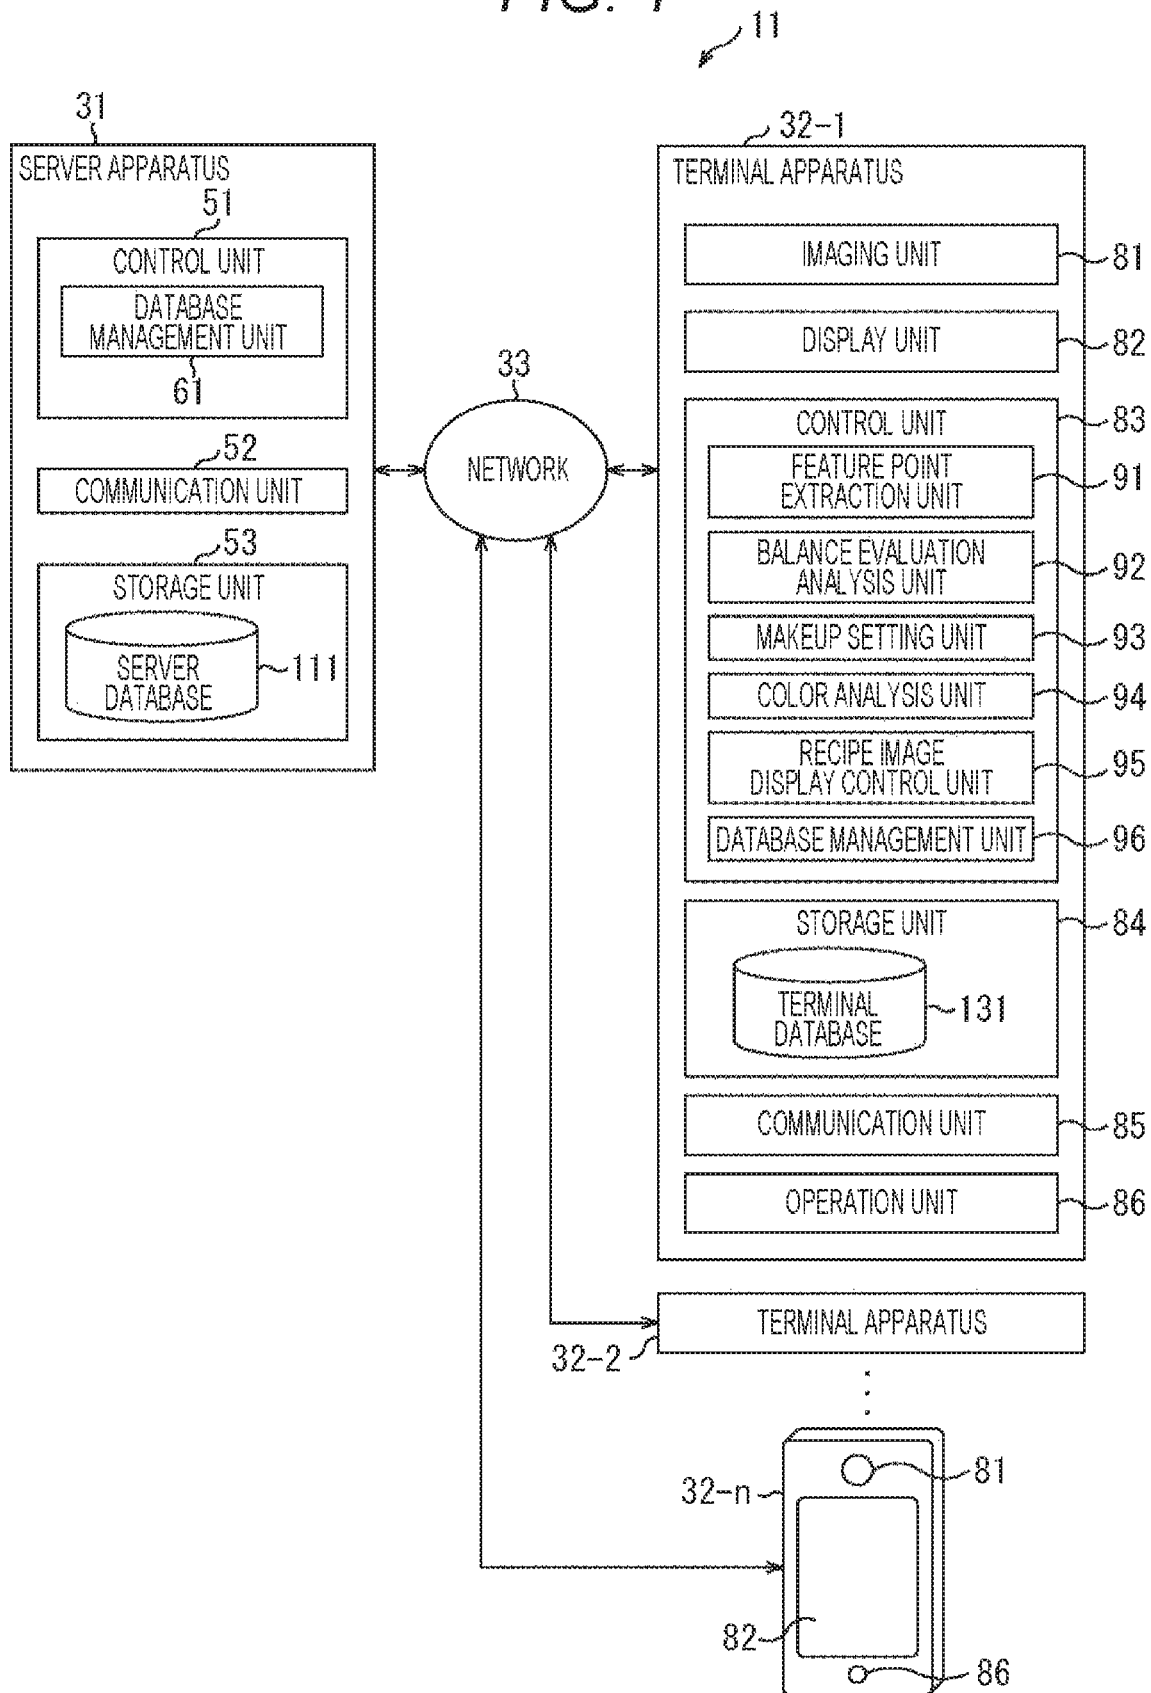 11
31
SERVER APPARATUS
51
CONTROL UNIT
DATABASE
MANAGEMENT UNIT
61
52
COMMUNICATION UNIT
53
STORAGE UNIT
SERVER
DATABASE
111
33
NETWORK
32-1
TERMINAL APPARATUS
IMAGING UNIT
81
DISPLAY UNIT
82
CONTROL UNIT
83
FEATURE POINT
EXTRACTION UNIT
91
BALANCE EVALUATION
ANALYSIS UNIT
92
MAKEUP SETTING UNIT
93
COLOR ANALYSIS UNIT
94
RECIPE IMAGE
DISPLAY CONTROL UNIT
95
DATABASE MANAGEMENT UNIT
96
STORAGE UNIT
84
TERMINAL
DATABASE
131
COMMUNICATION UNIT
85
OPERATION UNIT
86
TERMINAL APPARATUS
32-2
32-n
81
82
86